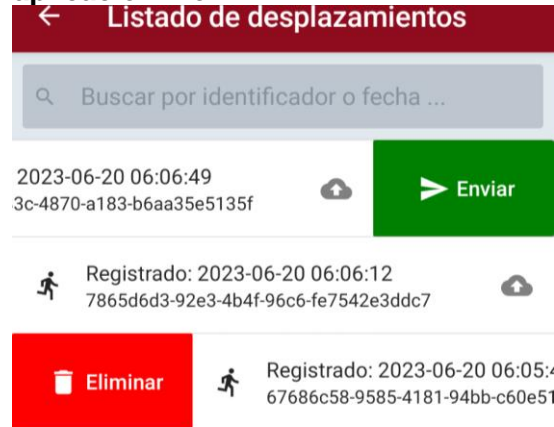 Listado de desplazamientos
Buscar por identificador o fecha ...
2023-06-20 06:06:49
3c-4870-a183-b6aa35e5135f
Enviar
Registrado: 2023-06-20 06:06:12
7865d6d3-92e3-4b4f-96c6-fe7542e3ddc7
Eliminar
Registrado: 2023-06-20 06:05:4
67686c58-9585-4181-94bb-c60e51